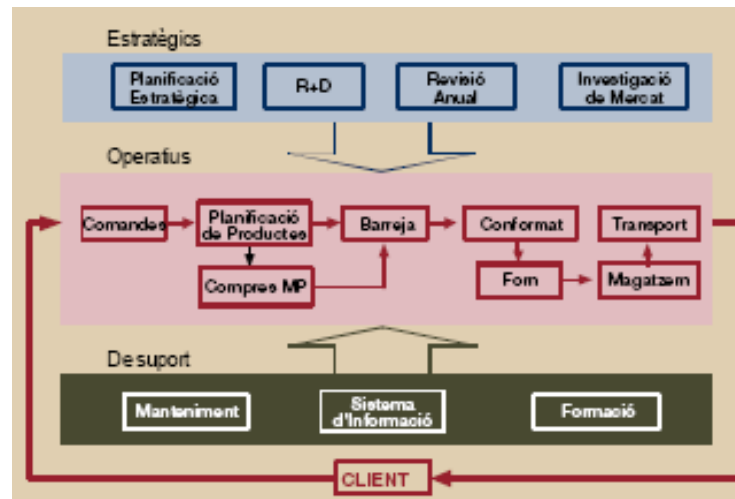 Estratègics
Planificació
Estratègica
R+D
Revisió
Anual
Investigació
de Mercat
Operatius
Comandes
Planificació
de Productes
Barreja
Conformat
Transport
Compres MP
Forn
Magatzem
De suport
Manteniment
Sistema
d'Informació
Formació
CLIENT